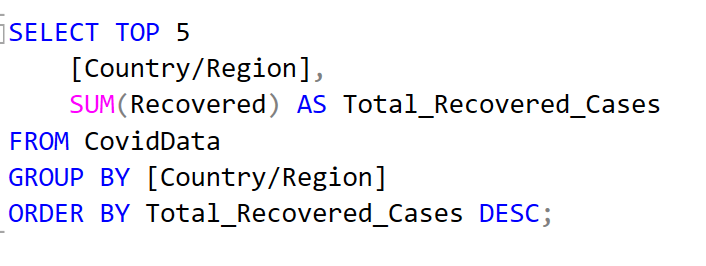 SELECT TOP 5
    [Country/Region],
    SUM(Recovered) AS Total_Recovered_Cases
FROM CovidData
GROUP BY [Country/Region]
ORDER BY Total_Recovered_Cases DESC;